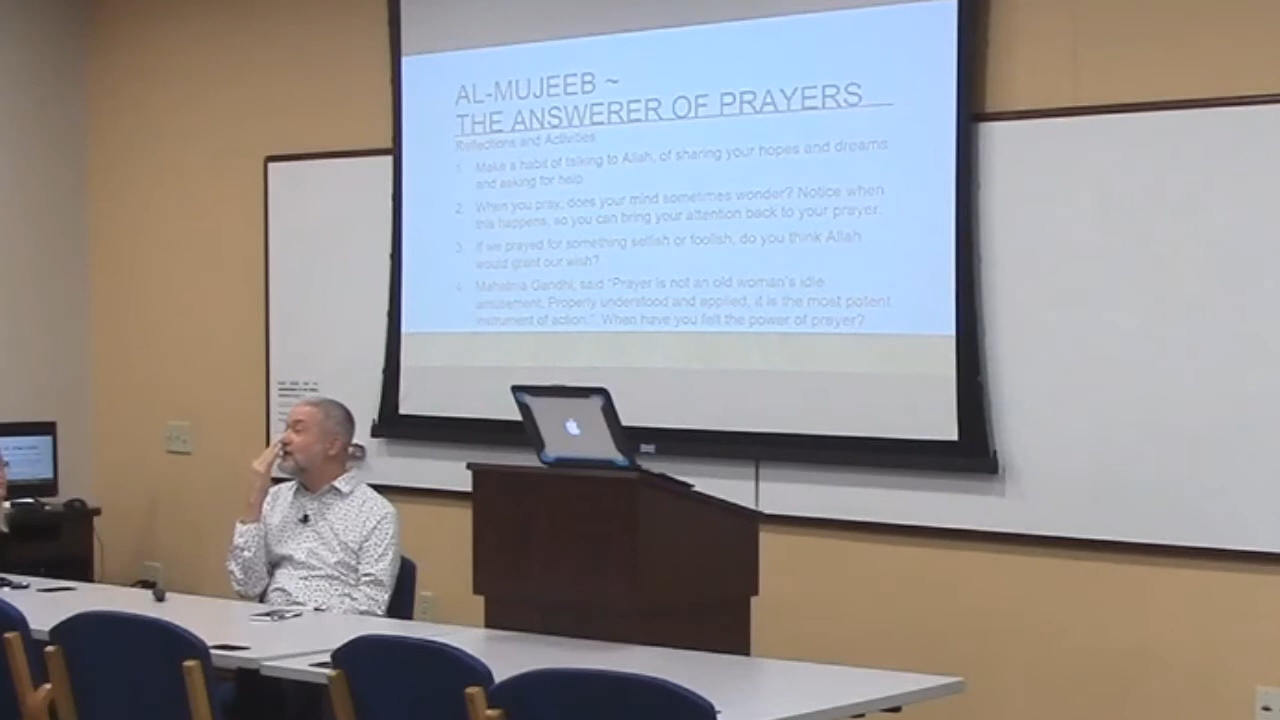 AL-MUJEEB ~
THE ANSWERER OF PRAYERS
Reflections and Activities
1. Make a habit of talking to Allah, of sharing your hopes and dreams
and asking for help
2. When you pray, does your mind sometimes wonder? Notice when
this happens, so you can bring your attention back to your prayer.
3. If we prayed for something selfish or foolish, do you think Allah
would grant our wish?
4. Mahatma Gandhi, said "Prayer is not an old woman's idle
amusement. Properly understood and applied, it is the most potent
instrument of action.". When have you felt the power of prayer?